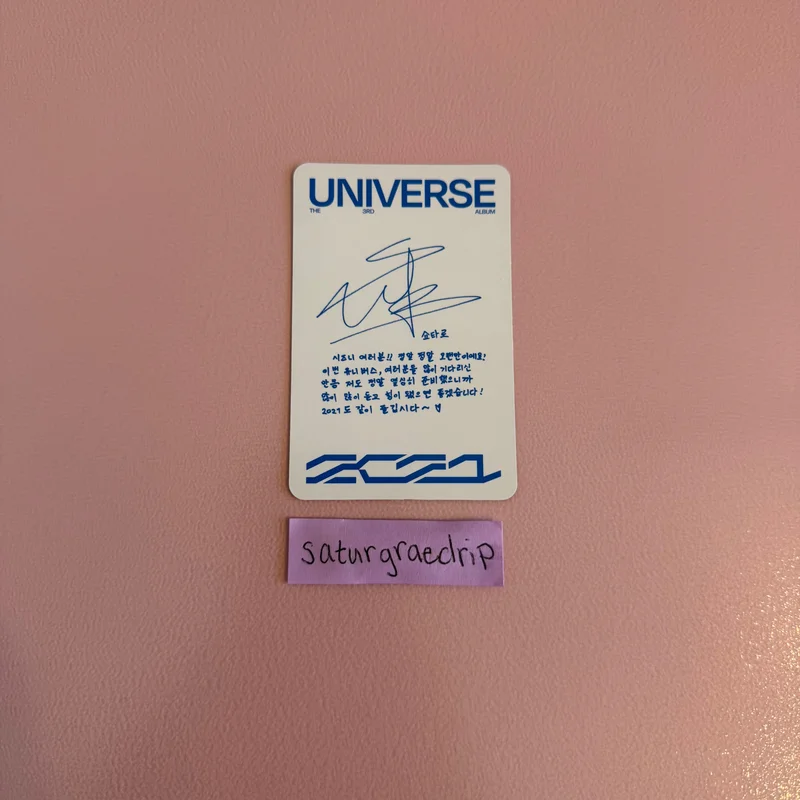 UNIVERSE
THE 3RD ALBUM
쇼타로
시즈니 여러분!! 정말 정말 오랜만이에요!
이번 유니버스, 여러분들 많이 기다리신
만큼 저도 정말 열심히 준비했으니까
많이 많이 듣고 힘이 됐으면 좋겠습니다!
2021도 같이 즐깁시다~
2021
saturgraedrip